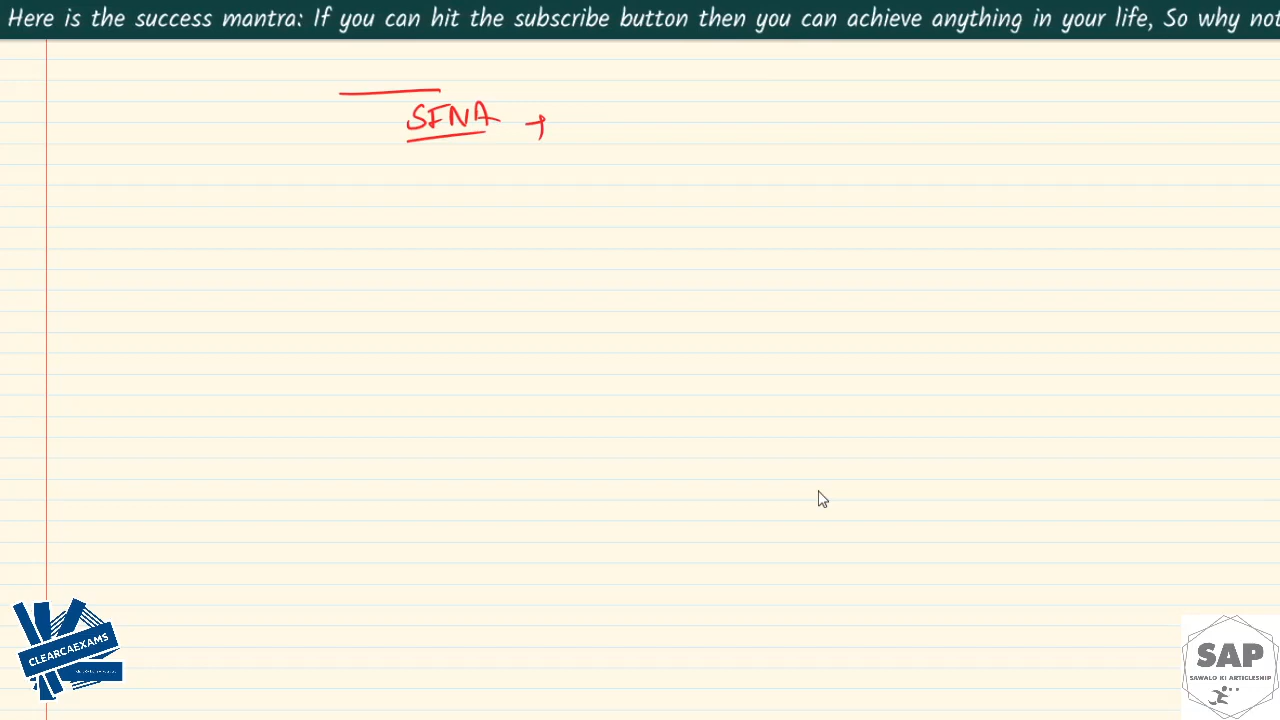 Here is the success mantra: If you can hit the subscribe button then you can achieve anything in your life, So why not
SFNA →
CLEARCAEXAMS
SAP
SAWALO KI ARTICLESHIP